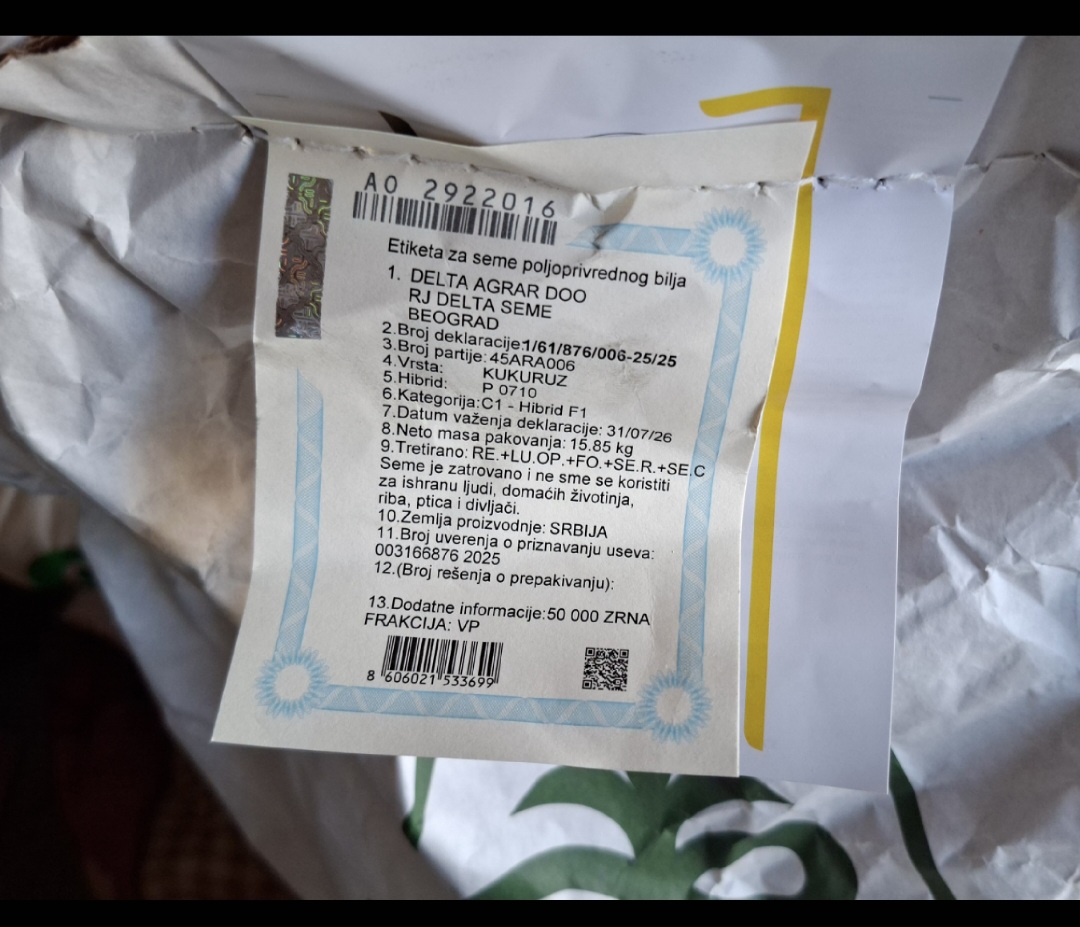 AO 2922016
Etiketa za seme poljoprivrednog bilja
1. DELTA AGRAR DOO
RJ DELTA SEME
BEOGRAD
2.Broj deklaracije:1/61/876/006-25/25
3.Broj partije: 45ARA006
4.Vrsta: KUKURUZ
5.Hibrid: P 0710
6.Kategorija:C1 - Hibrid F1
7.Datum važenja deklaracije: 31/07/26
8.Neto masa pakovanja: 15.85 kg
9.Tretirano: RE.+LU.OP.+FO.+SE.R.+SE.C
Seme je zatrovano i ne sme se koristiti
za ishranu ljudi, domaćih životinja,
riba, ptica i divljači.
10.Zemlja proizvodnje: SRBIJA
11.Broj uverenja o priznavanju useva:
003166876 2025
12.(Broj rešenja o prepakivanju):
13.Dodatne informacije:50 000 ZRNA
FRAKCIJA: VP
8 606021 533699